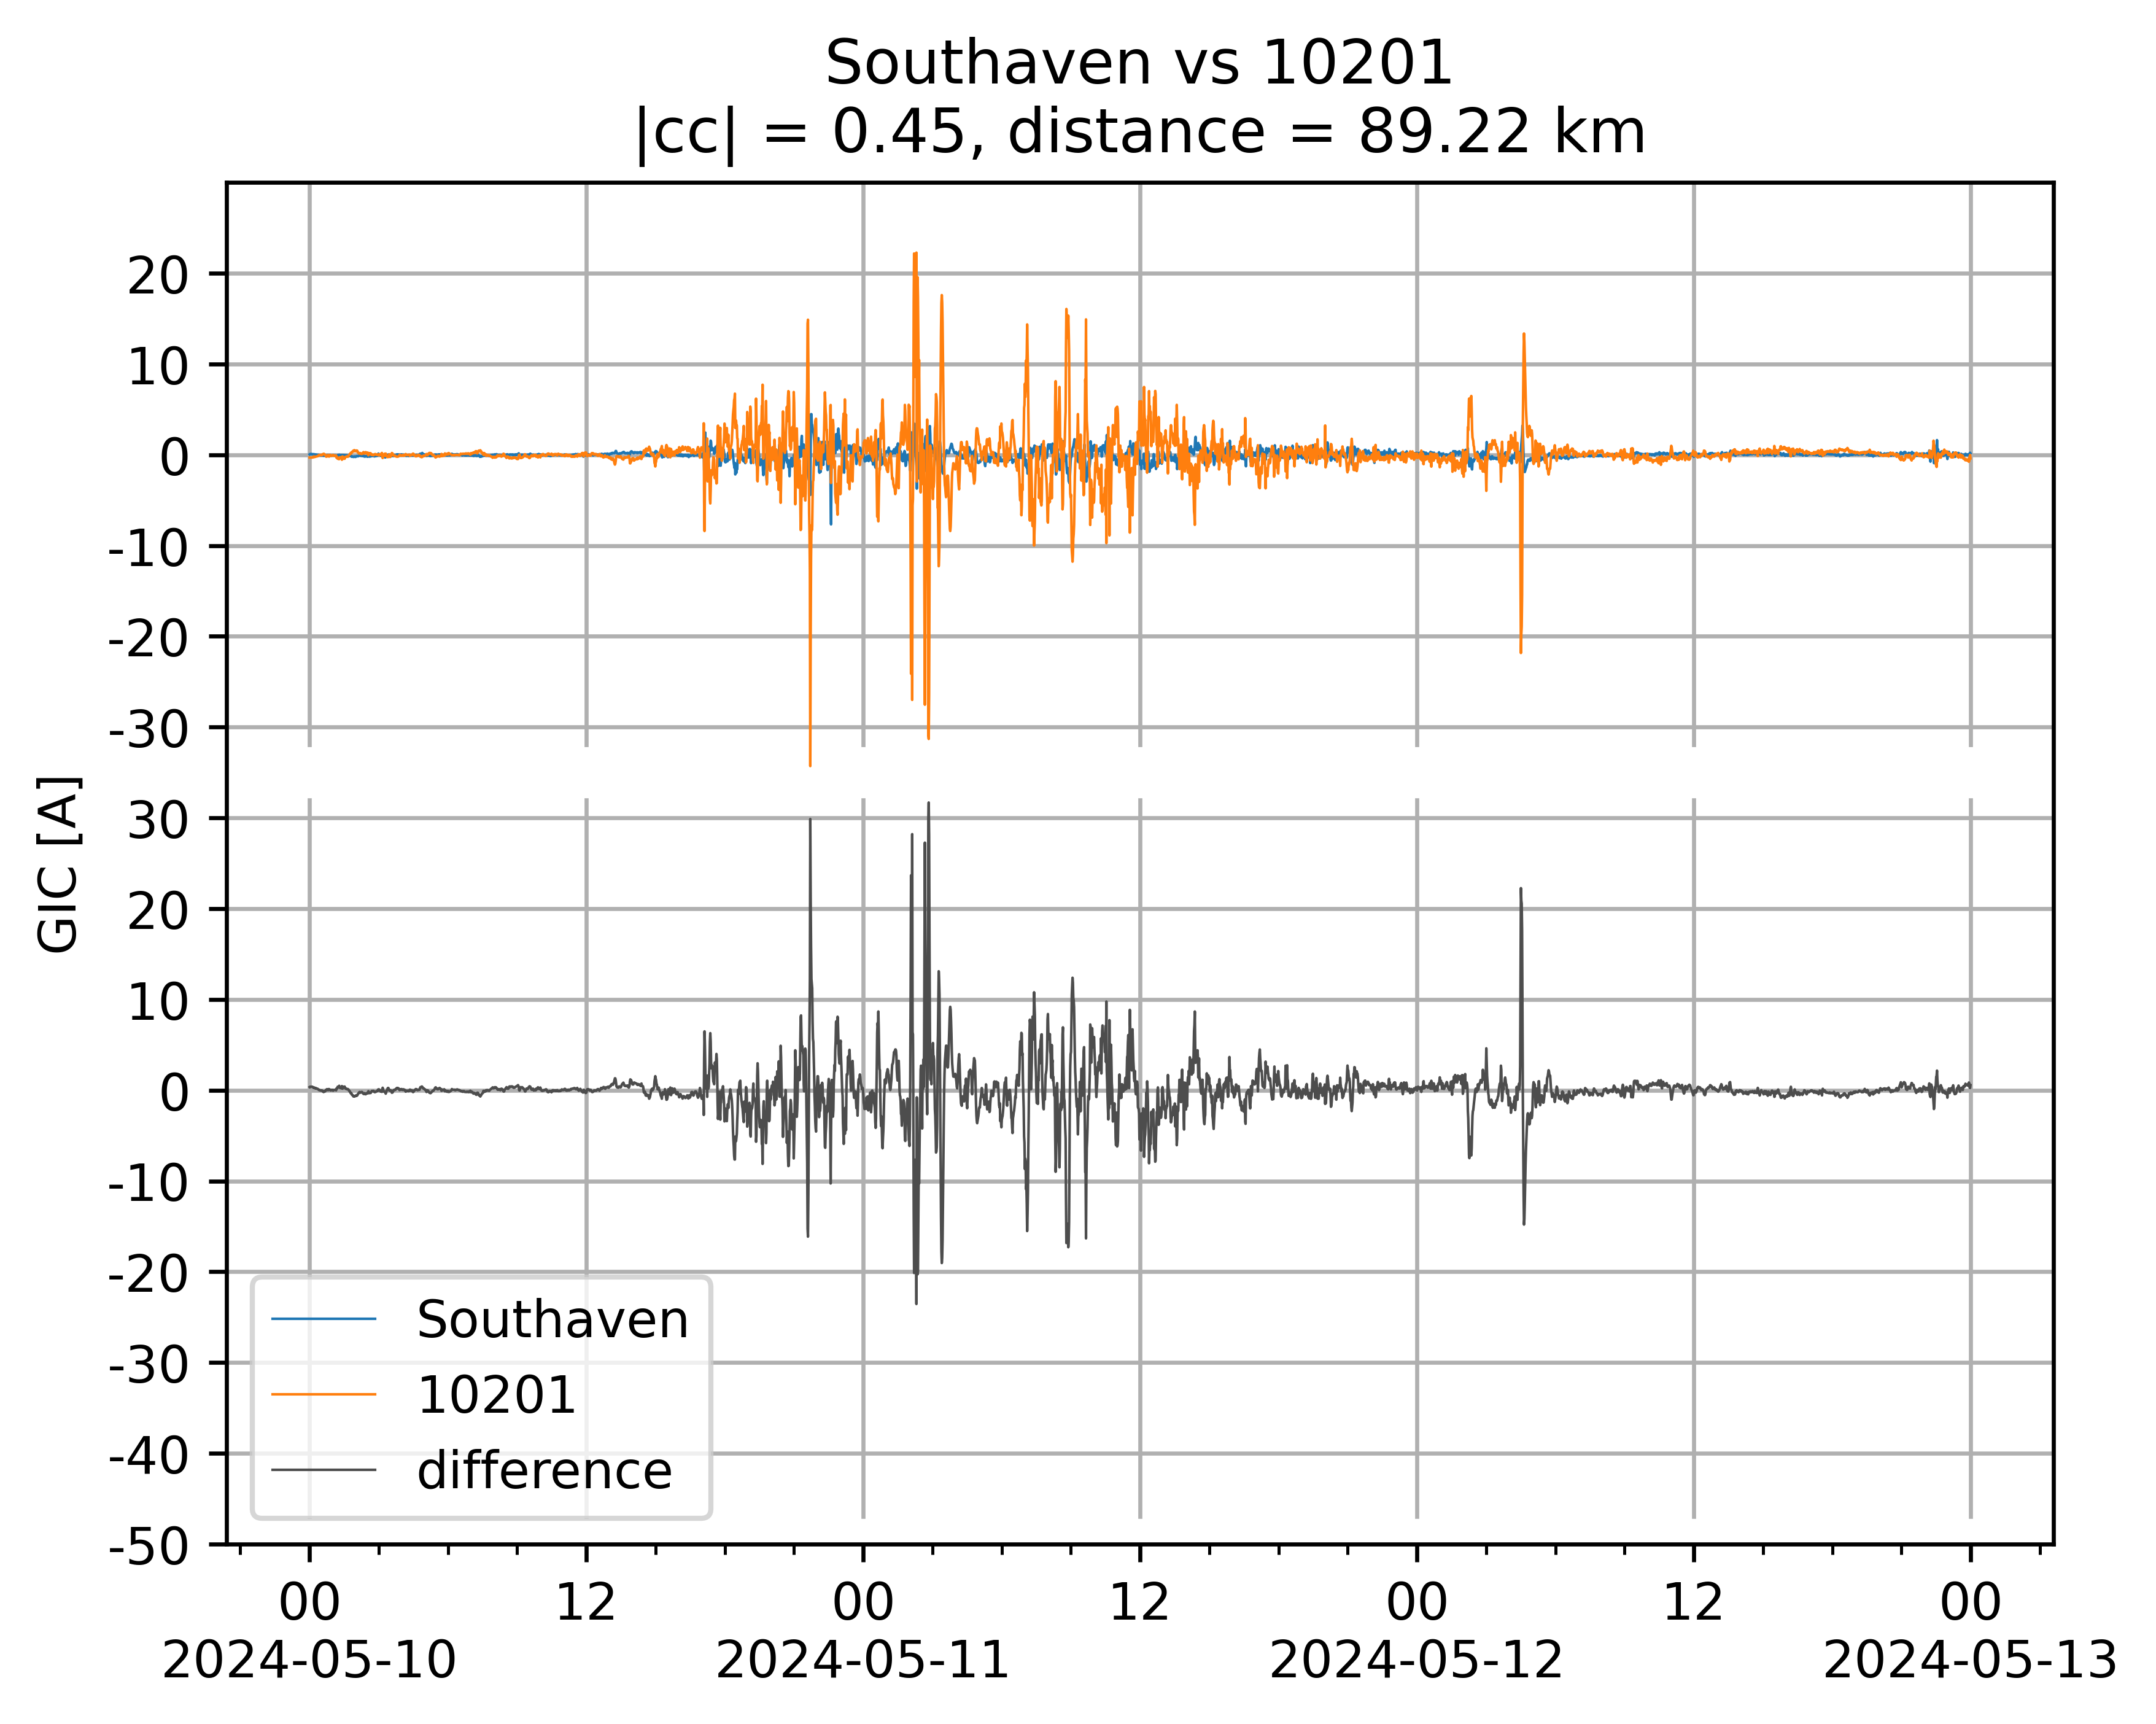 Southaven vs 10201
|cc| = 0.45, distance = 89.22 km
GIC [A]
20
10
0
-10
-20
-30
30
20
10
0
-10
-20
-30
-40
-50
Southaven
10201
difference
00 12 00 12 00 12 00
2024-05-10 2024-05-11 2024-05-12 2024-05-13